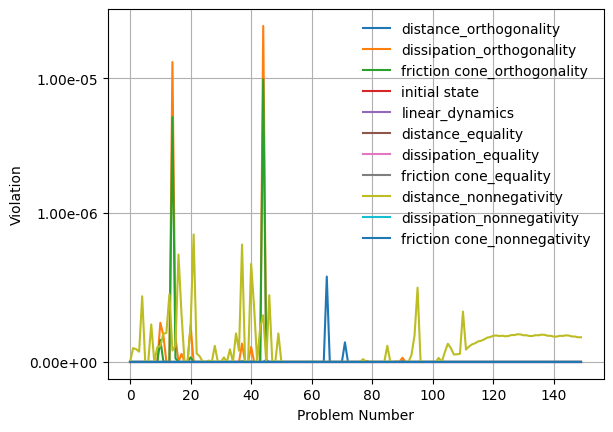 distance_orthogonality
dissipation_orthogonality
friction cone_orthogonality
initial state
linear_dynamics
distance_equality
dissipation_equality
friction cone_equality
distance_nonnegativity
dissipation_nonnegativity
friction cone_nonnegativity
1.00e-05
1.00e-06
0.00e+00
Violation
0 20 40 60 80 100 120 140
Problem Number